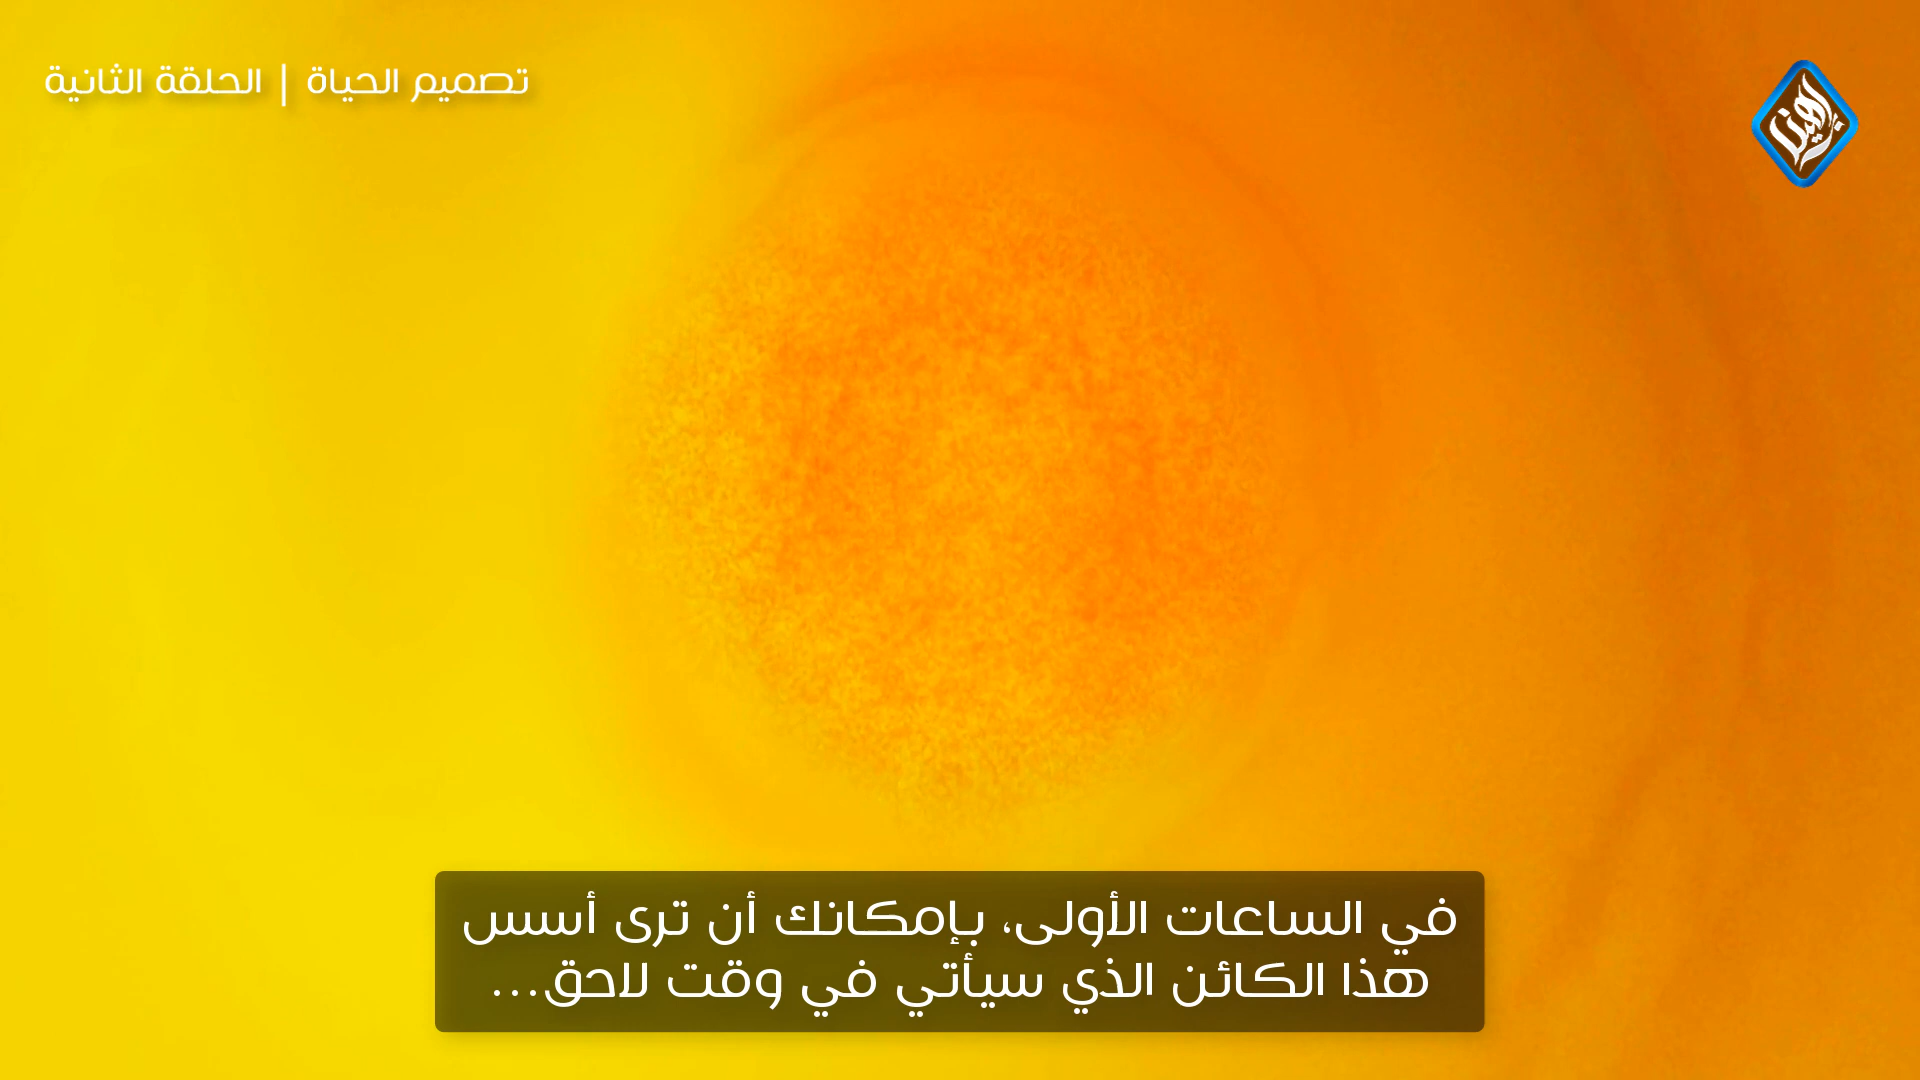 تصميم الحياة | الحلقة الثانية
في الساعات الأولى، بإمكانك أن ترى أسس
هذا الكائن الذي سيأتي في وقت لاحق...